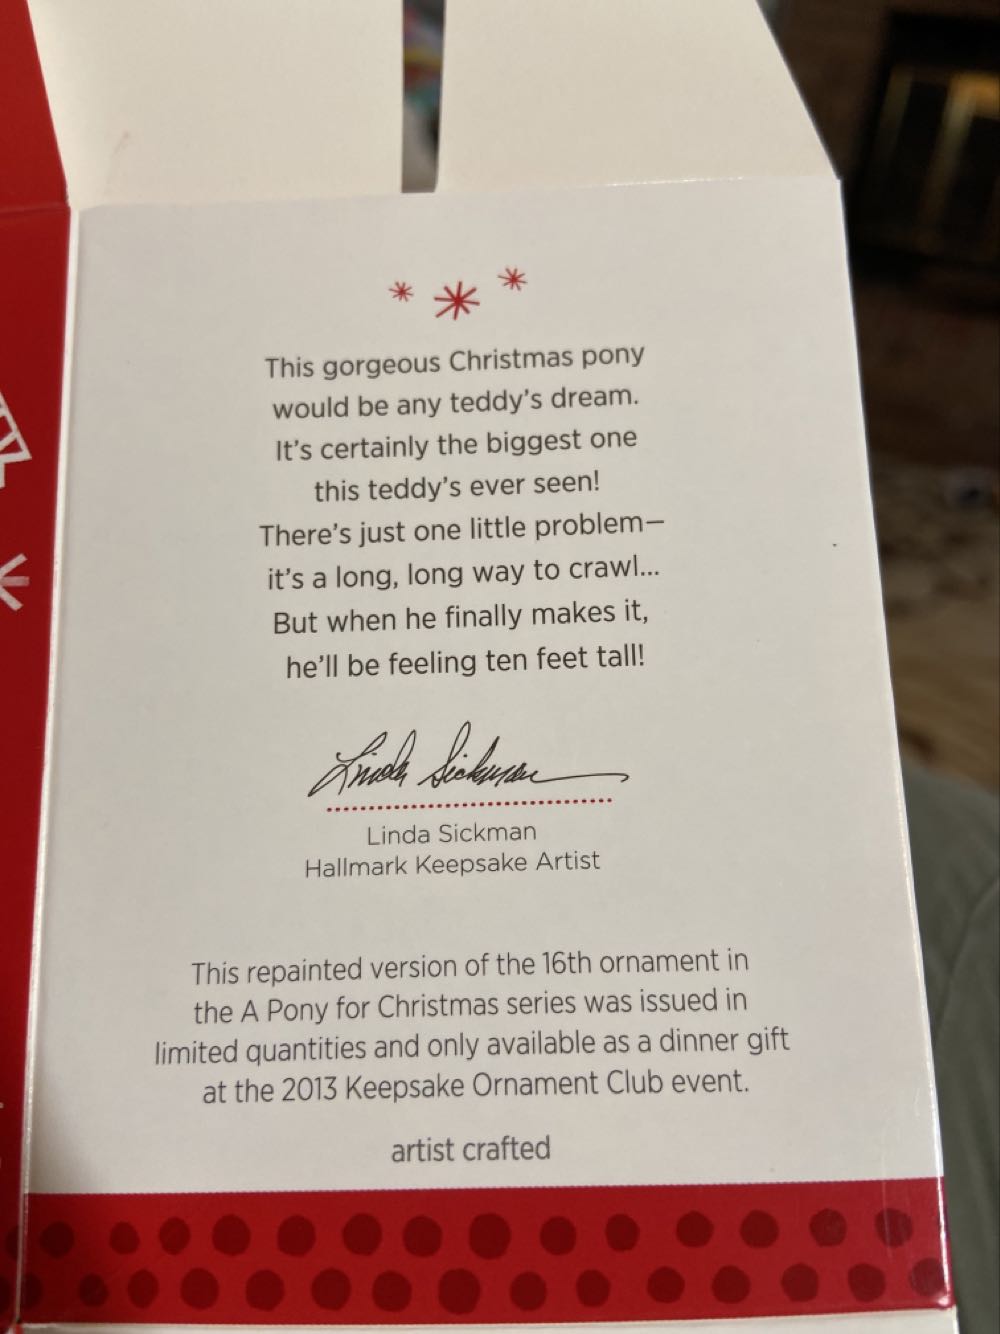 This gorgeous Christmas pony
would be any teddy's dream.
It's certainly the biggest one
this teddy's ever seen!
There's just one little problem—
it's a long, long way to crawl...
But when he finally makes it,
he'll be feeling ten feet tall!
Linda Sickman
Linda Sickman
Hallmark Keepsake Artist
This repainted version of the 16th ornament in
the A Pony for Christmas series was issued in
limited quantities and only available as a dinner gift
at the 2013 Keepsake Ornament Club event.
artist crafted